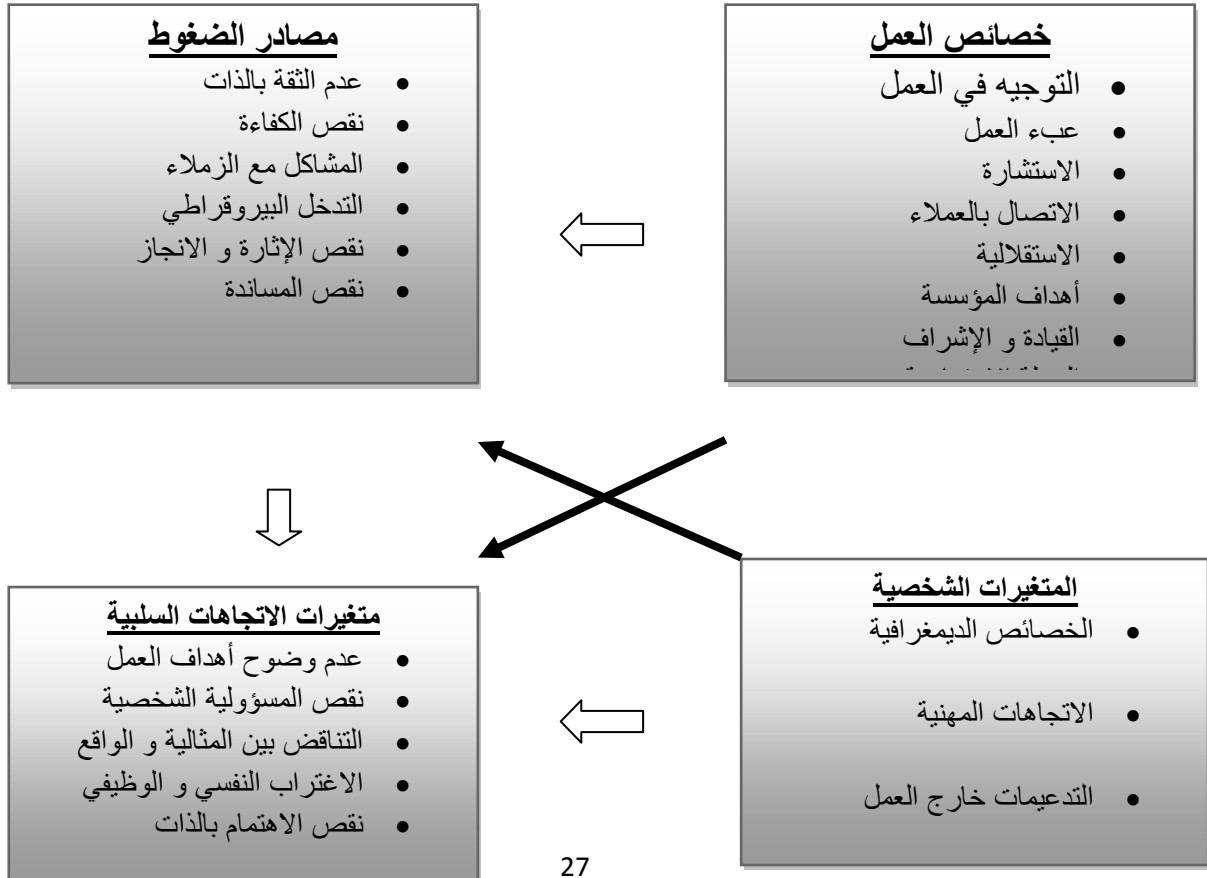 خصائص العمل
• التوجيه في العمل
• عبء العمل
• الاستشارة
• الاتصال بالعملاء
• الاستقلالية
• أهداف المؤسسة
• القيادة و الإشراف
مصادر الضغوط
• عدم الثقة بالذات
• نقص الكفاءة
• المشاكل مع الزملاء
• التدخل البيروقراطي
• نقص الإثارة و الانجاز
• نقص المساندة
المتغيرات الشخصية
• الخصائص الديمغرافية
• الاتجاهات المهنية
• التدعيمات خارج العمل
متغيرات الاتجاهات السلبية
• عدم وضوح أهداف العمل
• نقص المسؤولية الشخصية
• التناقض بين المثالية و الواقع
• الاغتراب النفسي و الوظيفي
• نقص الاهتمام بالذات
27